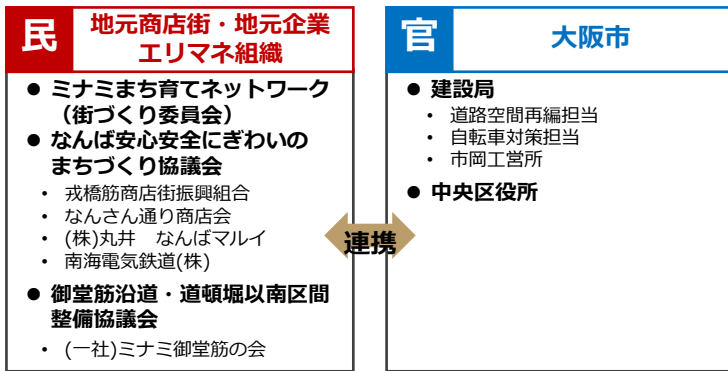 民
地元商店街・地元企業
エリマネ組織
● ミナミまち育てネットワーク
（街づくり委員会）
● なんば安心安全にぎわいの
まちづくり協議会
• 戎橋筋商店街振興組合
• なんさん通り商店会
• (株)丸井　なんばマルイ
• 南海電気鉄道(株)
● 御堂筋沿道・道頓堀以南区間
整備協議会
• (一社)ミナミ御堂筋の会
連携
官
大阪市
● 建設局
• 道路空間再編担当
• 自転車対策担当
• 市岡工営所
● 中央区役所